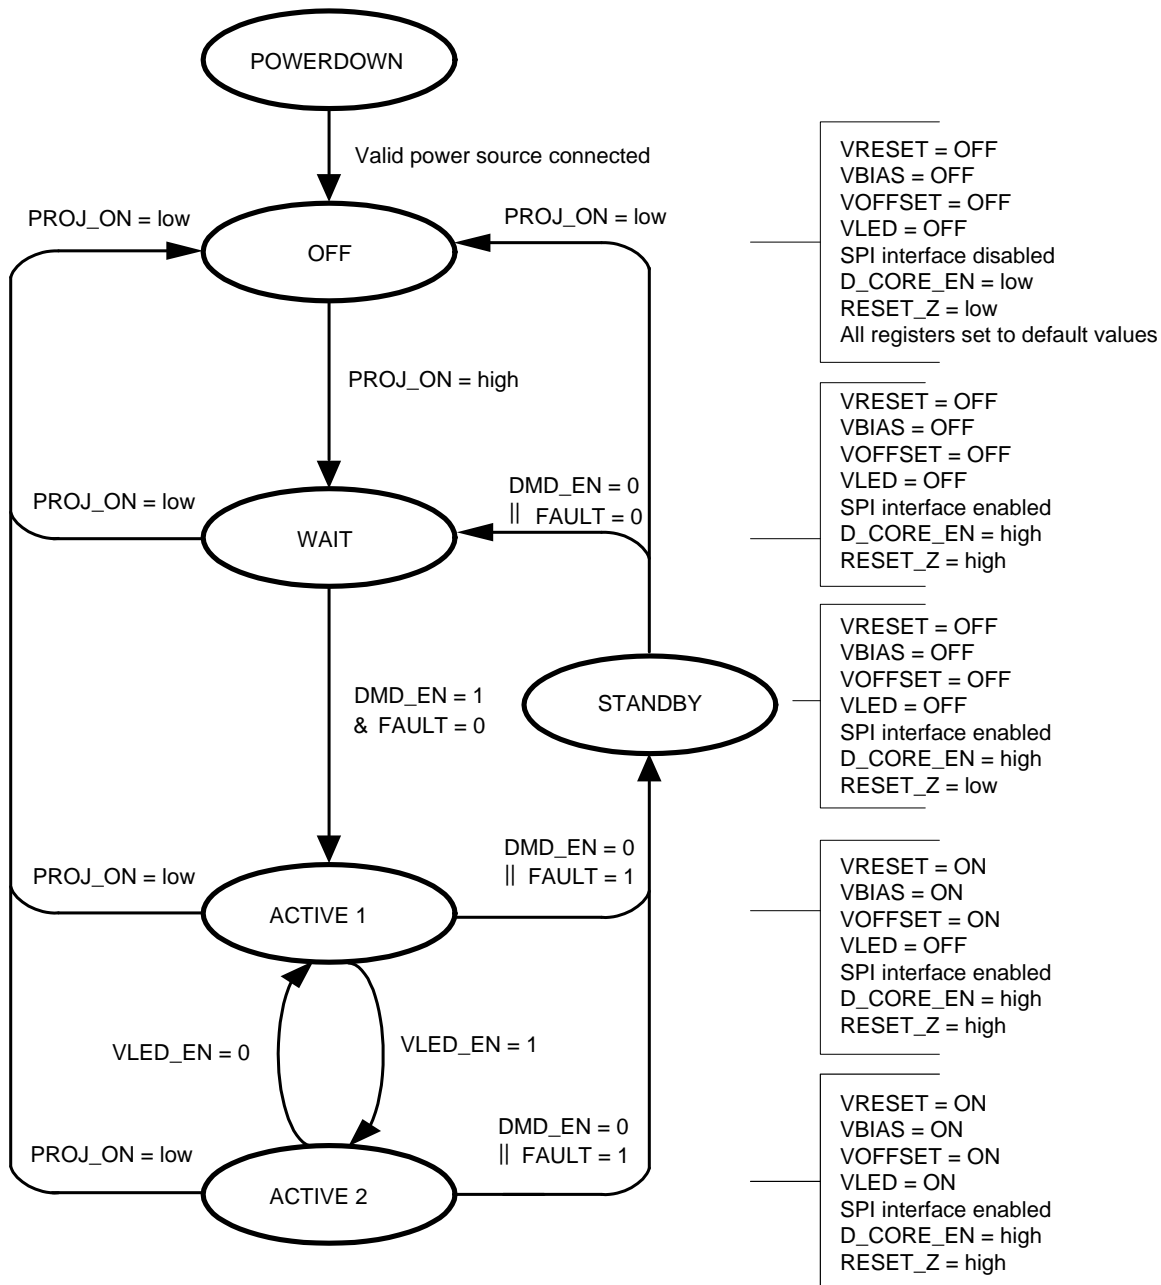 POWERDOWN
Valid power source connected
PROJ_ON = low
PROJ_ON = low
OFF
VRESET = OFF
VBIAS = OFF
VOFFSET = OFF
VLED = OFF
SPI interface disabled
D_CORE_EN = low
RESET_Z = low
All registers set to default values
PROJ_ON = high
PROJ_ON = low
WAIT
DMD_EN = 0
|| FAULT = 0
VRESET = OFF
VBIAS = OFF
VOFFSET = OFF
VLED = OFF
SPI interface enabled
D_CORE_EN = high
RESET_Z = high
DMD_EN = 1
& FAULT = 0
STANDBY
VRESET = OFF
VBIAS = OFF
VOFFSET = OFF
VLED = OFF
SPI interface enabled
D_CORE_EN = high
RESET_Z = low
PROJ_ON = low
ACTIVE 1
DMD_EN = 0
|| FAULT = 1
VRESET = ON
VBIAS = ON
VOFFSET = ON
VLED = OFF
SPI interface enabled
D_CORE_EN = high
RESET_Z = high
VLED_EN = 0
VLED_EN = 1
PROJ_ON = low
ACTIVE 2
DMD_EN = 0
|| FAULT = 1
VRESET = ON
VBIAS = ON
VOFFSET = ON
VLED = ON
SPI interface enabled
D_CORE_EN = high
RESET_Z = high